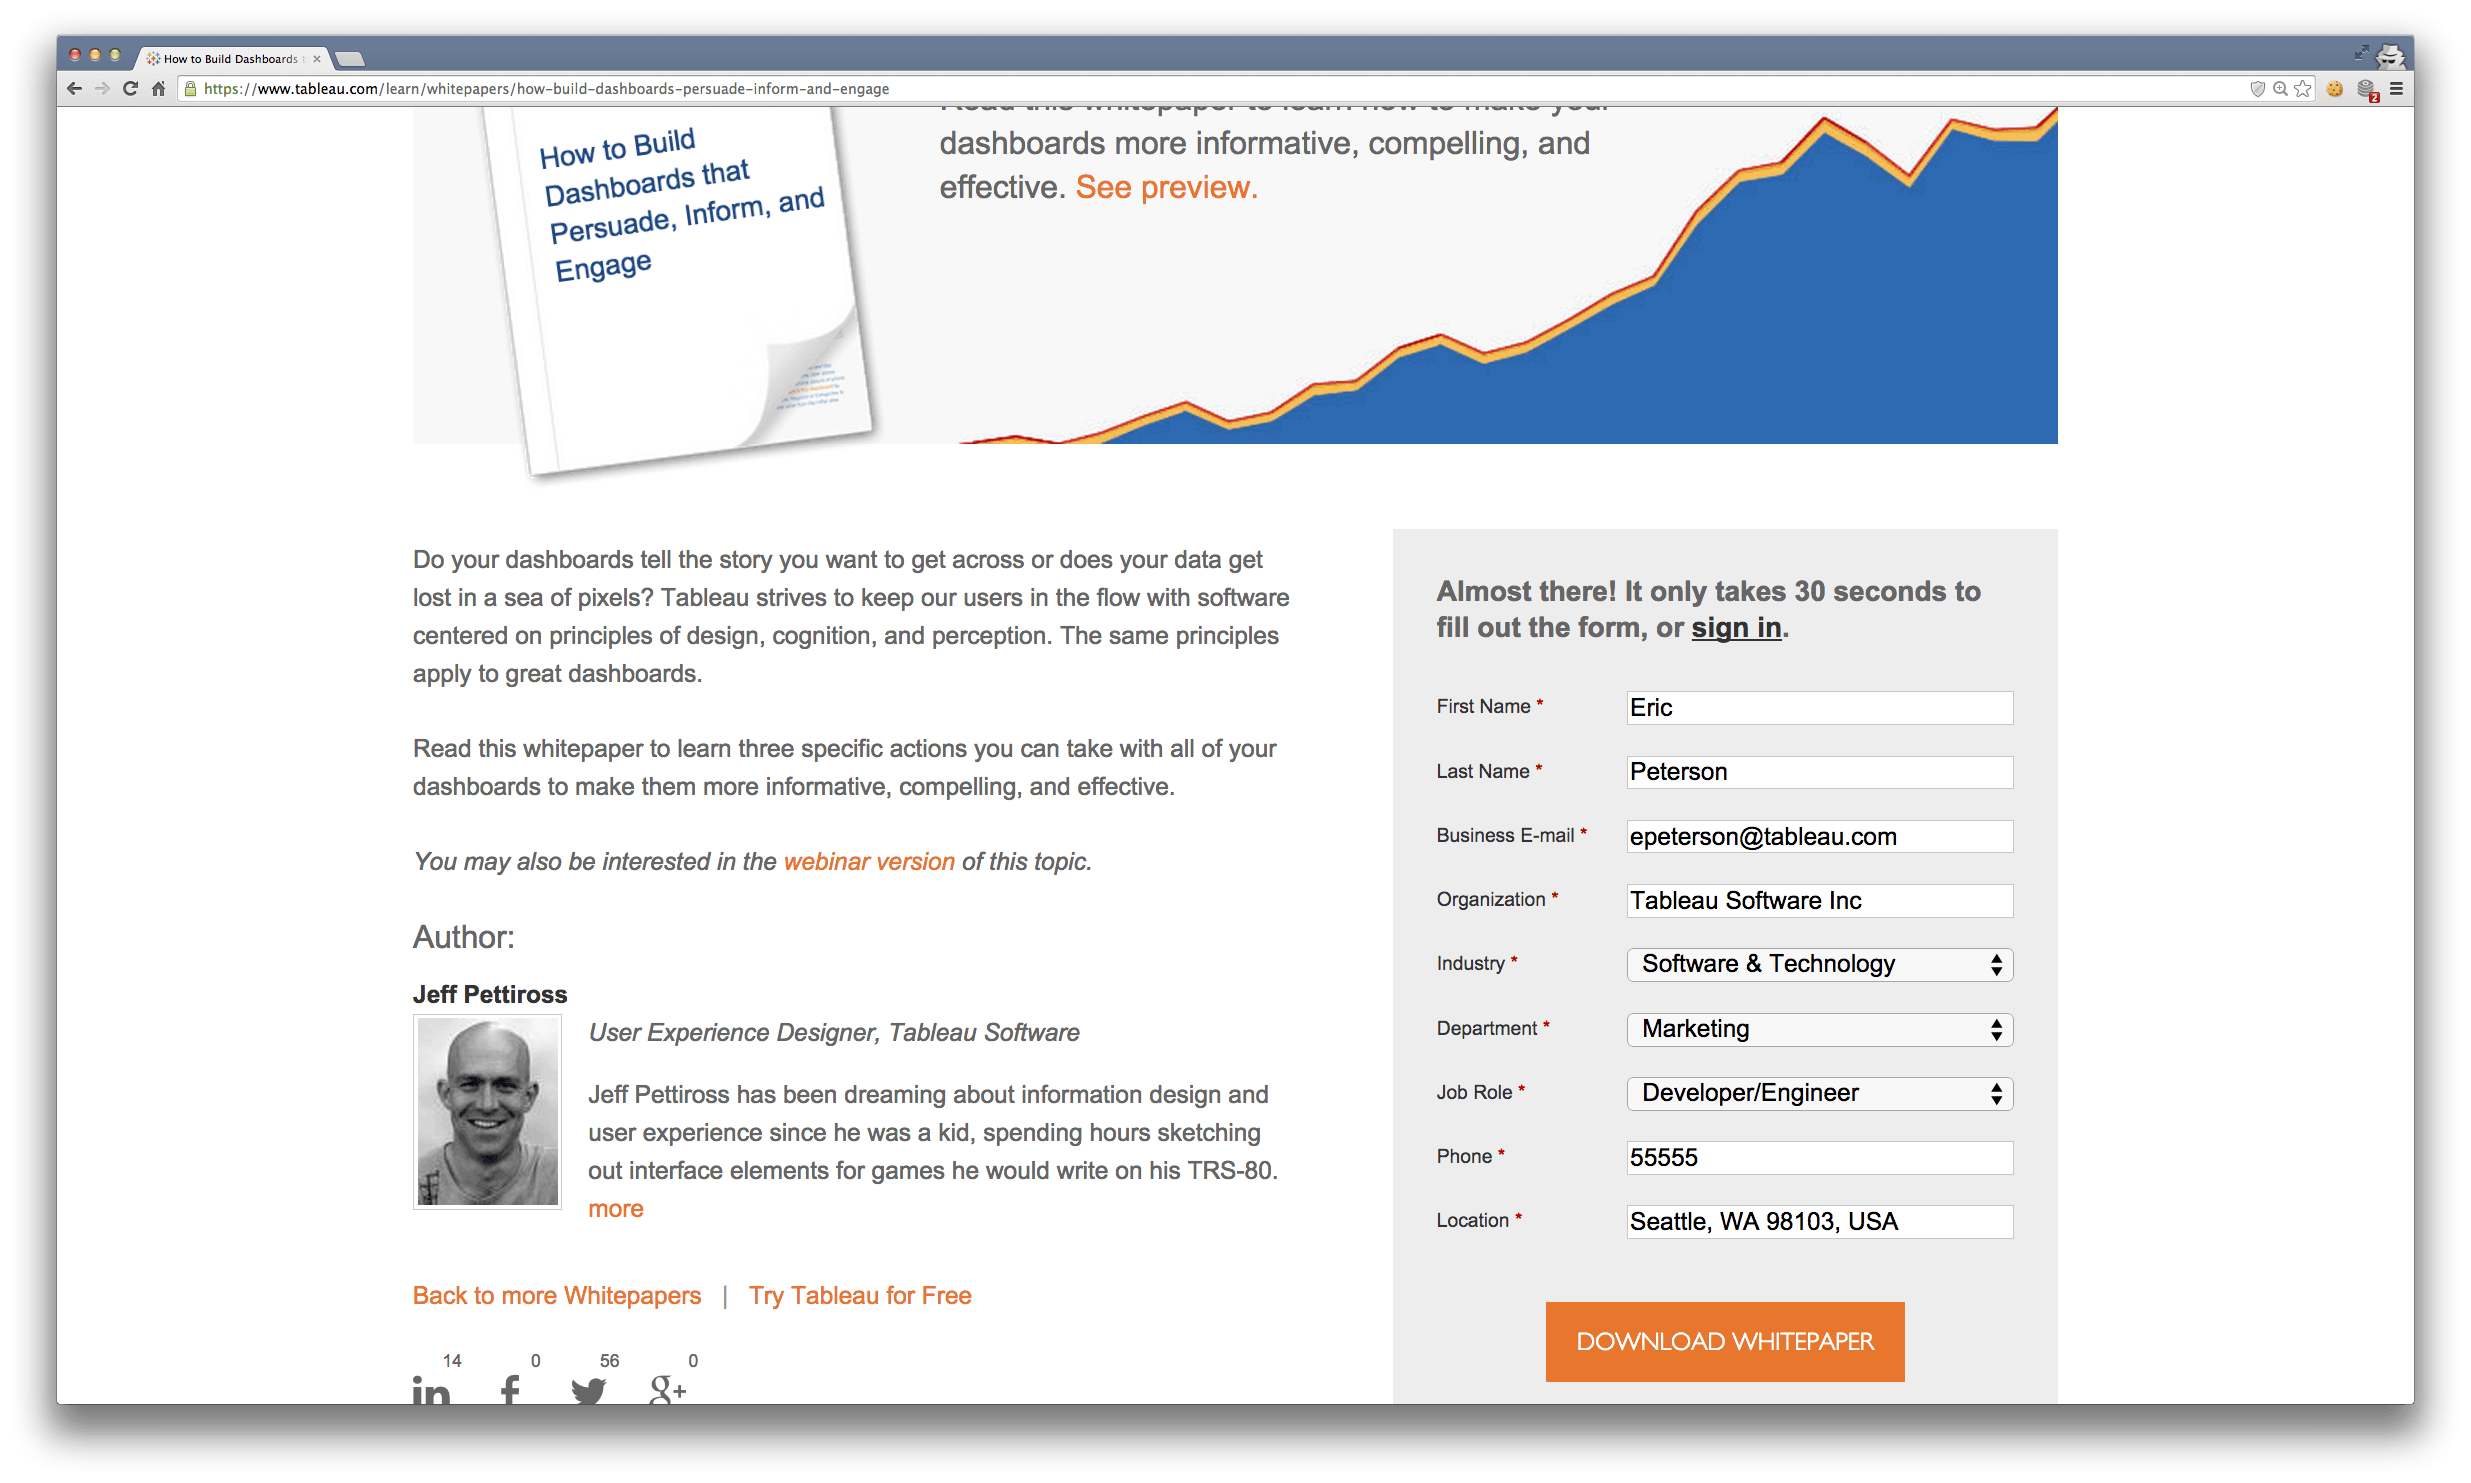 How to Build Dashboards t
https://www.tableau.com/learn/whitepapers/how-build-dashboards-persuade-inform-and-engage
2
How to Build
Dashboards that
Persuade, Inform, and
Engage
Read this whitepaper to learn how to make your
dashboards more informative, compelling, and
effective. See preview.
Do your dashboards tell the story you want to get across or does your data get
lost in a sea of pixels? Tableau strives to keep our users in the flow with software
centered on principles of design, cognition, and perception. The same principles
apply to great dashboards.
Read this whitepaper to learn three specific actions you can take with all of your
dashboards to make them more informative, compelling, and effective.
You may also be interested in the webinar version of this topic.
Author:
Jeff Pettiross
User Experience Designer, Tableau Software
Jeff Pettiross has been dreaming about information design and
user experience since he was a kid, spending hours sketching
out interface elements for games he would write on his TRS-80.
more
Back to more Whitepapers | Try Tableau for Free
14 0 56 0
in f g+
Almost there! It only takes 30 seconds to
fill out the form, or sign in.
First Name * Eric
Last Name * Peterson
Business E-mail * epeterson@tableau.com
Organization * Tableau Software Inc
Industry * Software & Technology
Department * Marketing
Job Role * Developer/Engineer
Phone * 55555
Location * Seattle, WA 98103, USA
DOWNLOAD WHITEPAPER